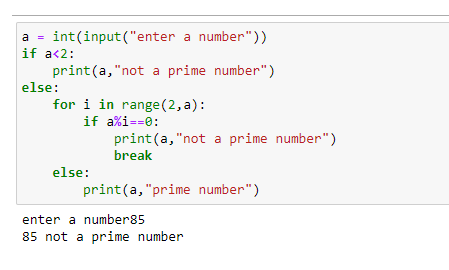 a = int(input("enter a number"))
if a<2:
    print(a,"not a prime number")
else:
    for i in range(2,a):
        if a%i==0:
            print(a,"not a prime number")
            break
    else:
        print(a,"prime number")
enter a number85
85 not a prime number